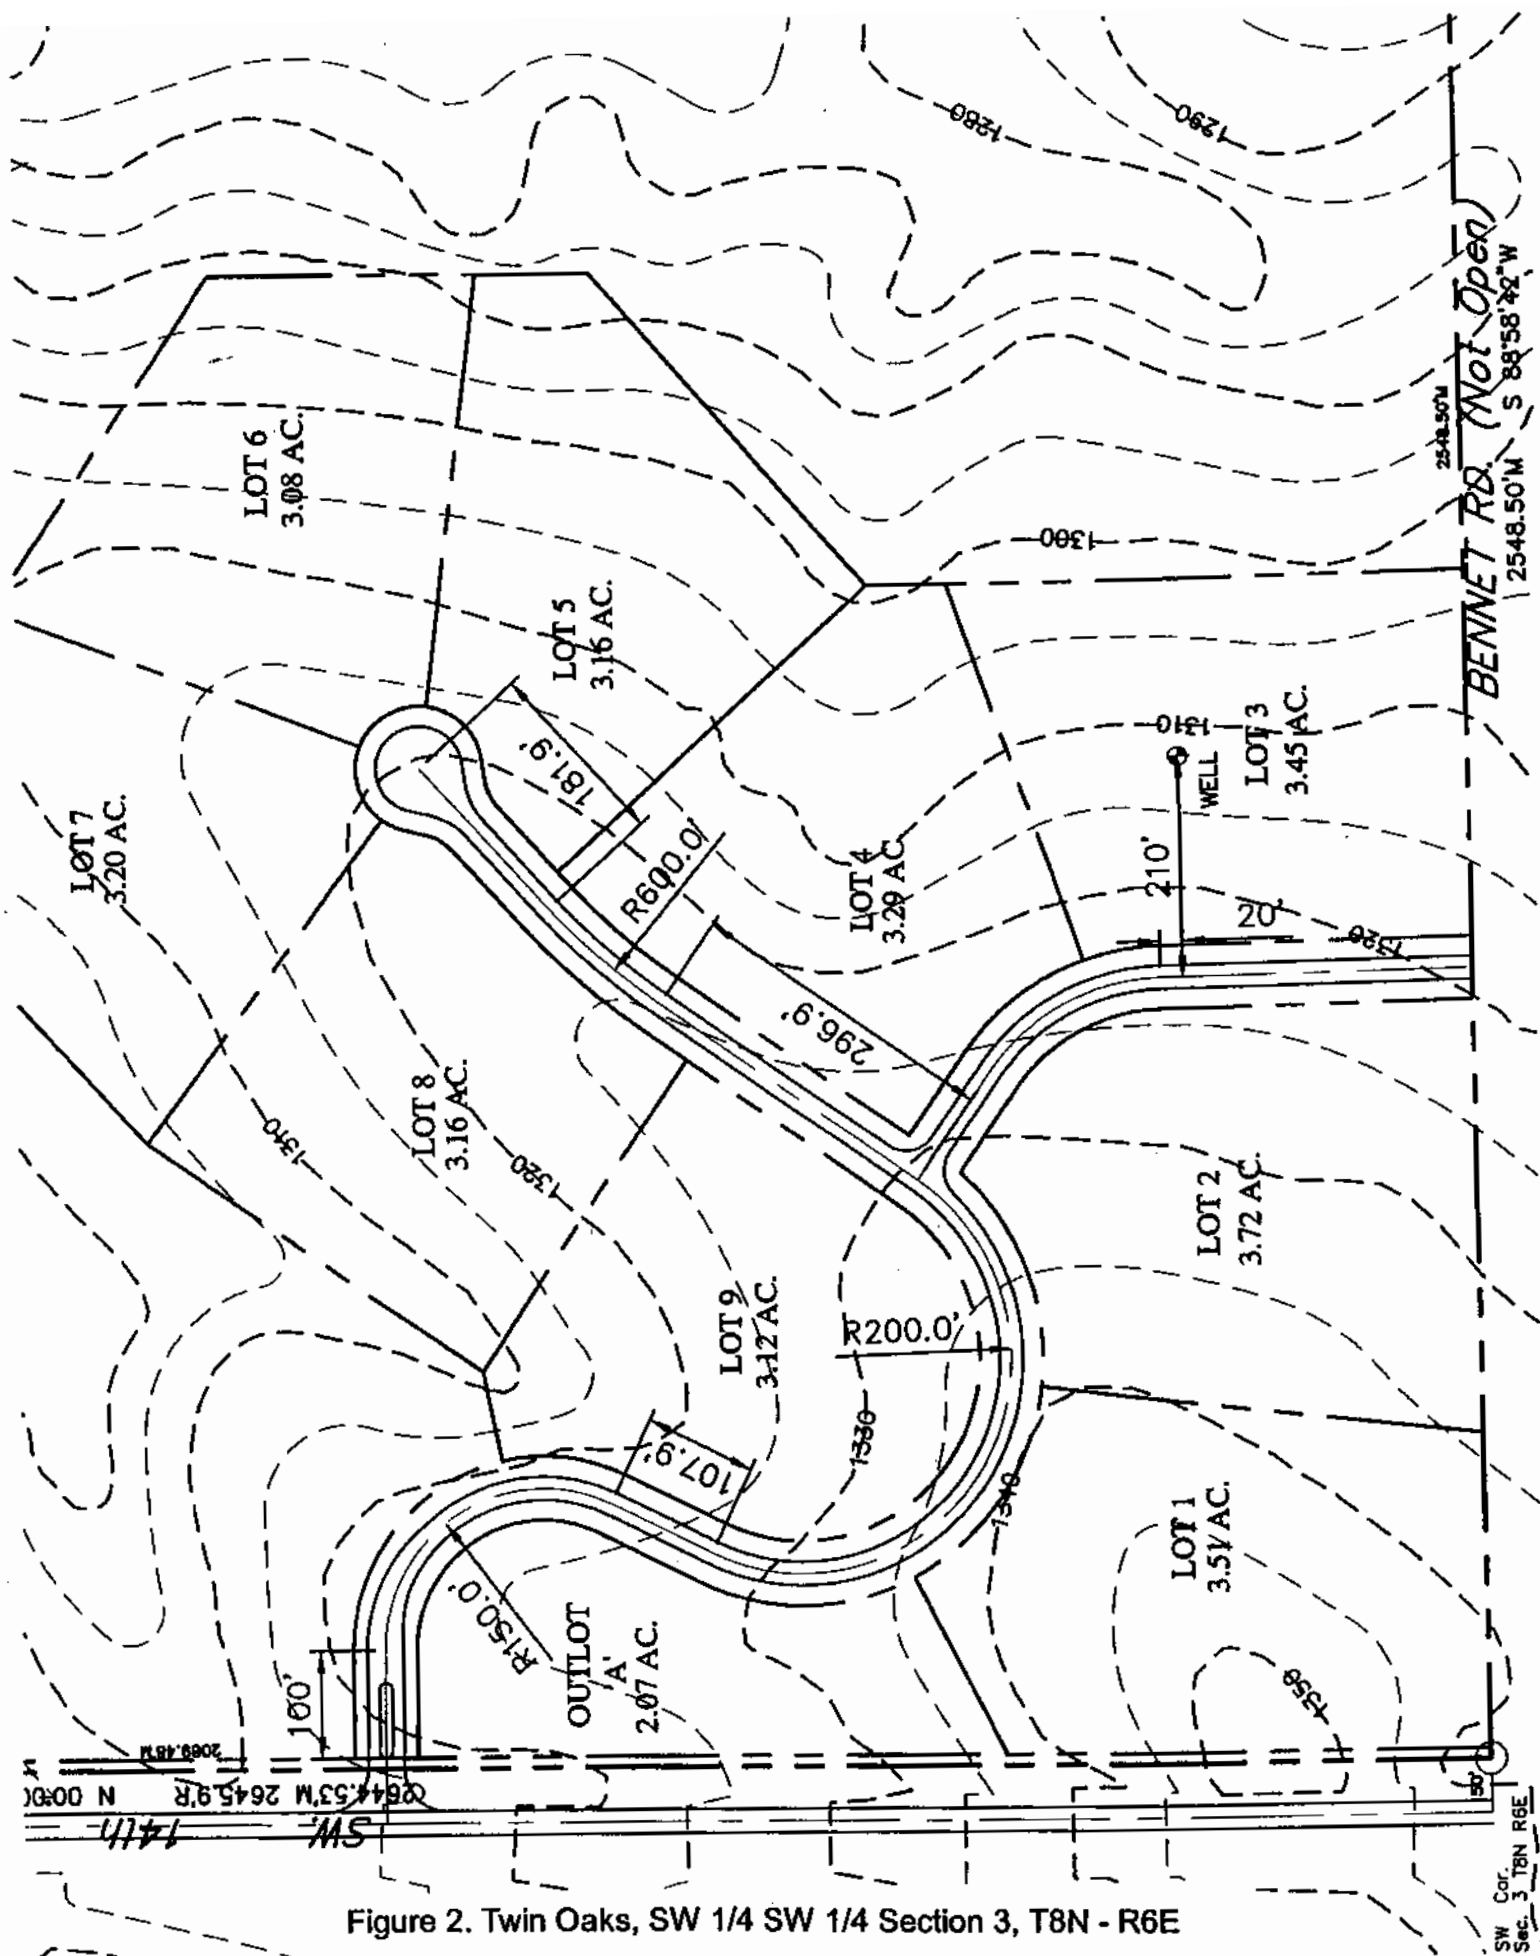 1280
1290
BENNET RD. (Not Open)
2548.50'M
2548.50'M S 88°58'42"W
LOT 6
3.08 AC.
1300
LOT 5
3.16 AC.
181.9'
R600.0'
LOT 7
3.20 AC.
LOT 4
3.29 AC
1310
LOT 3
3.45 AC.
WELL
210'
20'
1320
296.9'
LOT 8
3.16 AC.
1310
1320
LOT 2
3.72 AC.
LOT 9
3.12 AC.
R200.0'
1330
107.9'
1340
LOT 1
3.51 AC.
R150.0'
OUTLOT
'A'
2.07 AC.
100'
1350
2089.48'M
2644.53'M 2645.9'R
SW. 14th
50'
SW Cor.
Sec. 3 T8N R6E
Figure 2. Twin Oaks, SW 1/4 SW 1/4 Section 3, T8N - R6E